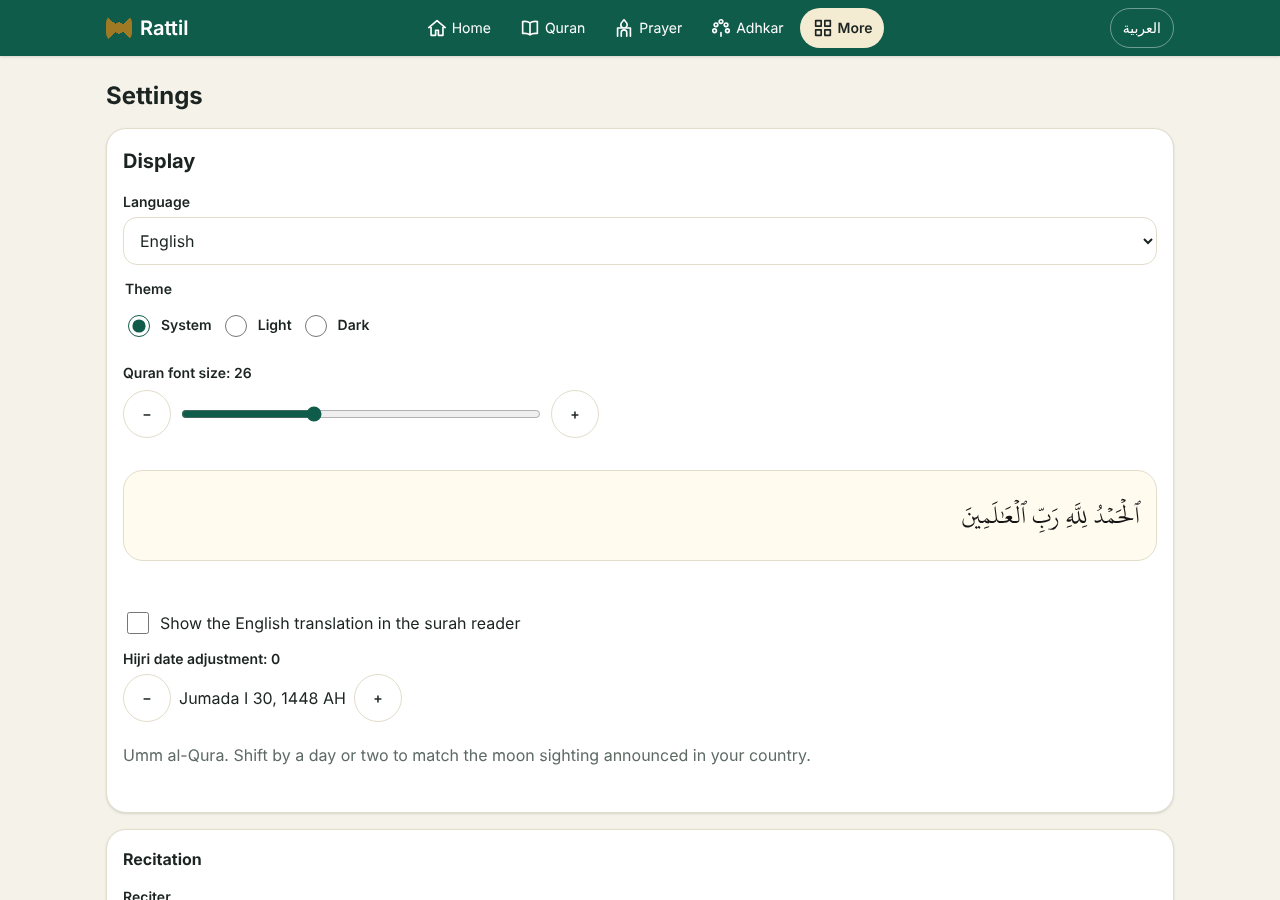 Rattil
Home
Quran
Prayer
Adhkar
More
العربية
Settings
Display
Language
English
Theme
System
Light
Dark
Quran font size: 26
−
+
ٱلْحَمْدُ لِلَّهِ رَبِّ ٱلْعَـٰلَمِينَ
Show the English translation in the surah reader
Hijri date adjustment: 0
−
Jumada I 30, 1448 AH
+
Umm al-Qura. Shift by a day or two to match the moon sighting announced in your country.
Recitation
Reciter